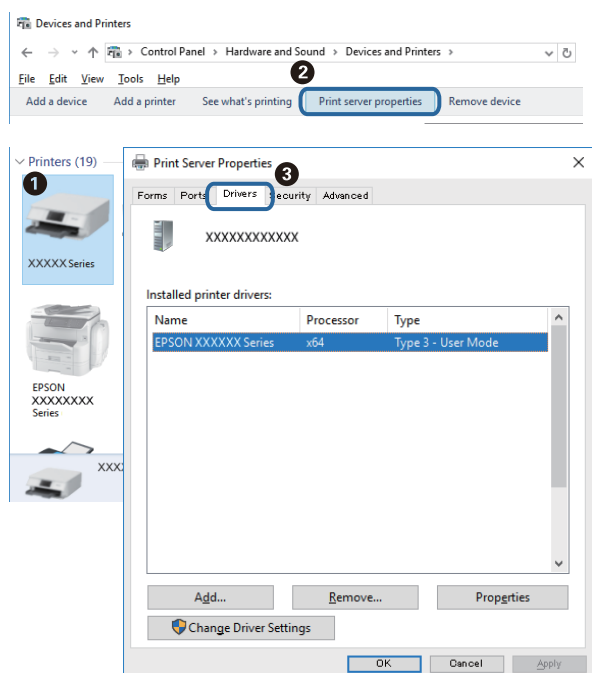 Devices and Printers
Control Panel > Hardware and Sound > Devices and Printers >
2
File Edit View Tools Help
Add a device Add a printer See what's printing Print server properties Remove device
Printers (19)
1
XXXXX Series
EPSON
XXXXXXXX
Series
Print Server Properties
3
Forms Ports Drivers Security Advanced
XXXXXXXXXXXX
Installed printer drivers:
Name Processor Type
EPSON XXXXXX Series x64 Type 3 - User Mode
Add... Remove... Properties
Change Driver Settings
OK Cancel Apply